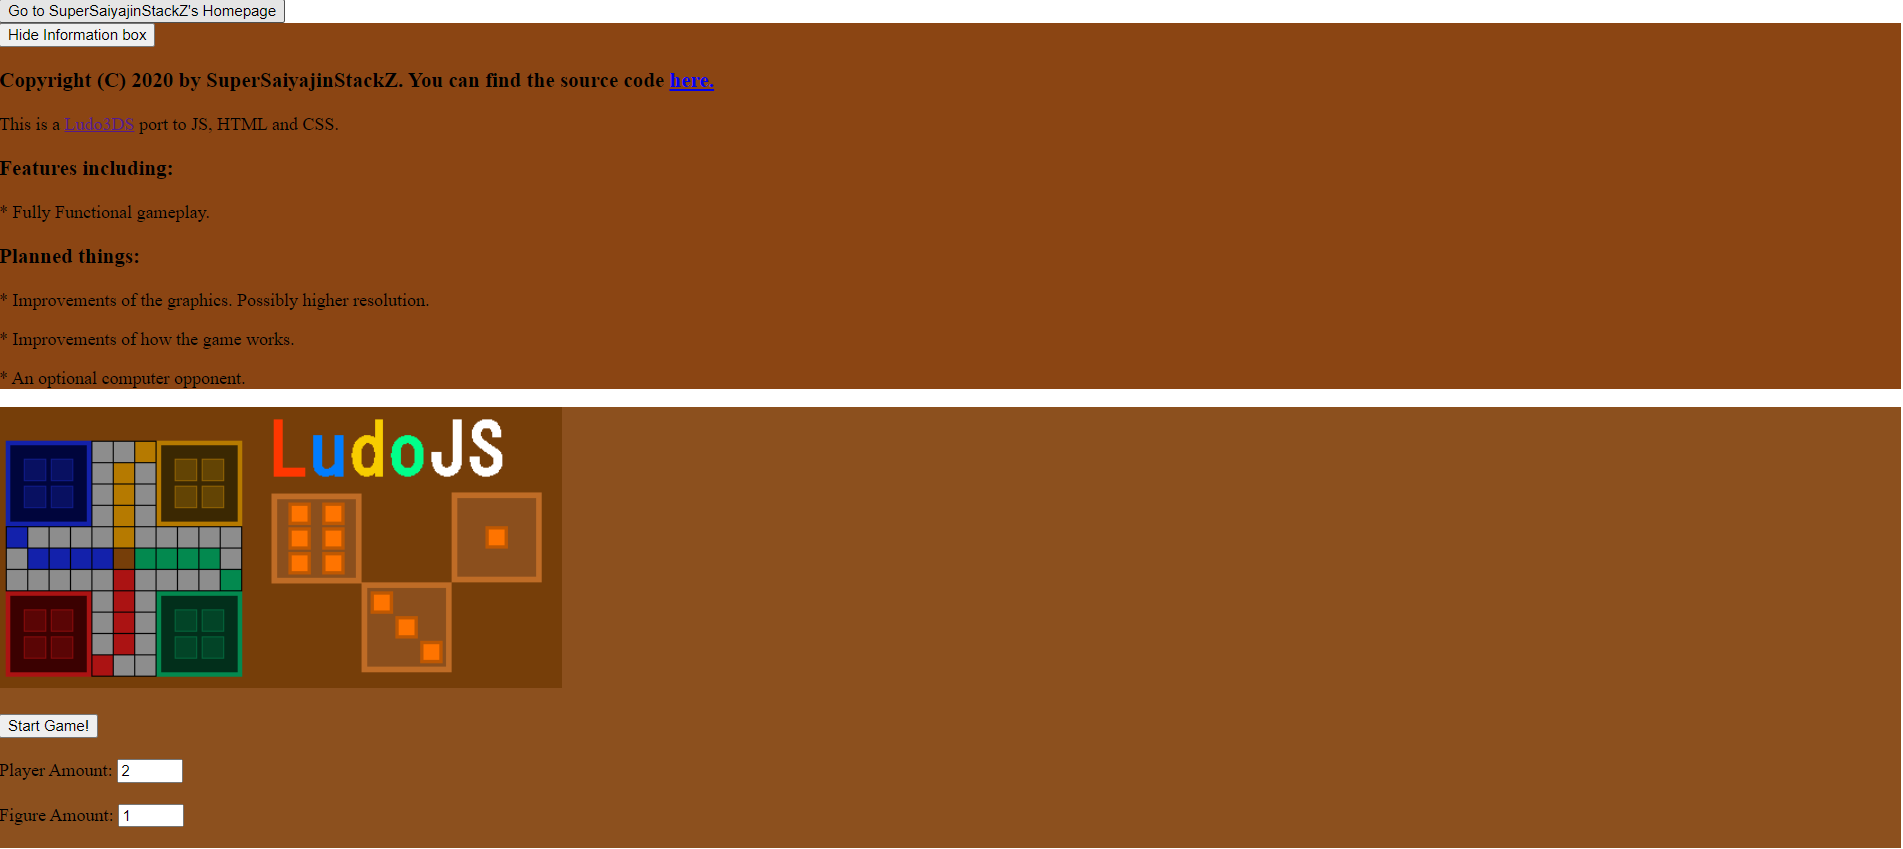 Go to SuperSaiyajinStackZ's Homepage
Hide Information box
Copyright (C) 2020 by SuperSaiyajinStackZ. You can find the source code here.
This is a Ludo3DS port to JS, HTML and CSS.
Features including:
* Fully Functional gameplay.
Planned things:
* Improvements of the graphics. Possibly higher resolution.
* Improvements of how the game works.
* An optional computer opponent.
LudoJS
Start Game!
Player Amount: 2
Figure Amount: 1